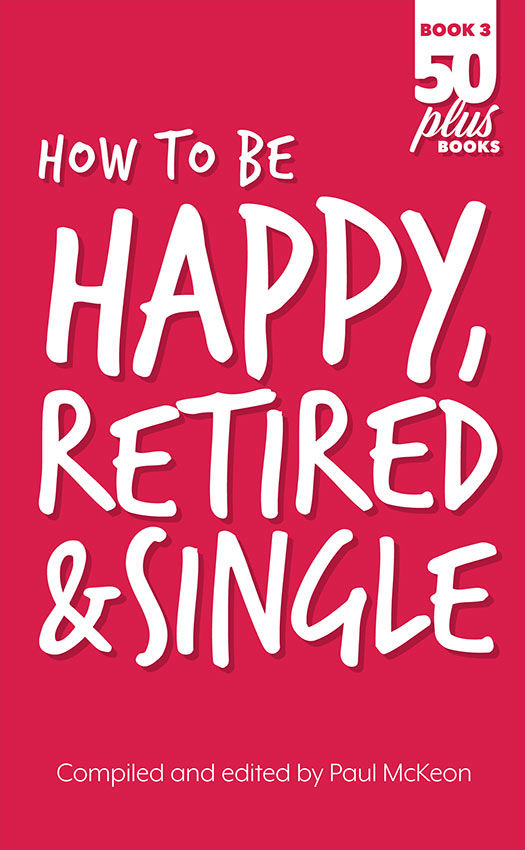 BOOK 3
50
plus
BOOKS
HOW TO BE
HAPPY,
RETIRED
& SINGLE
Compiled and edited by Paul McKeon